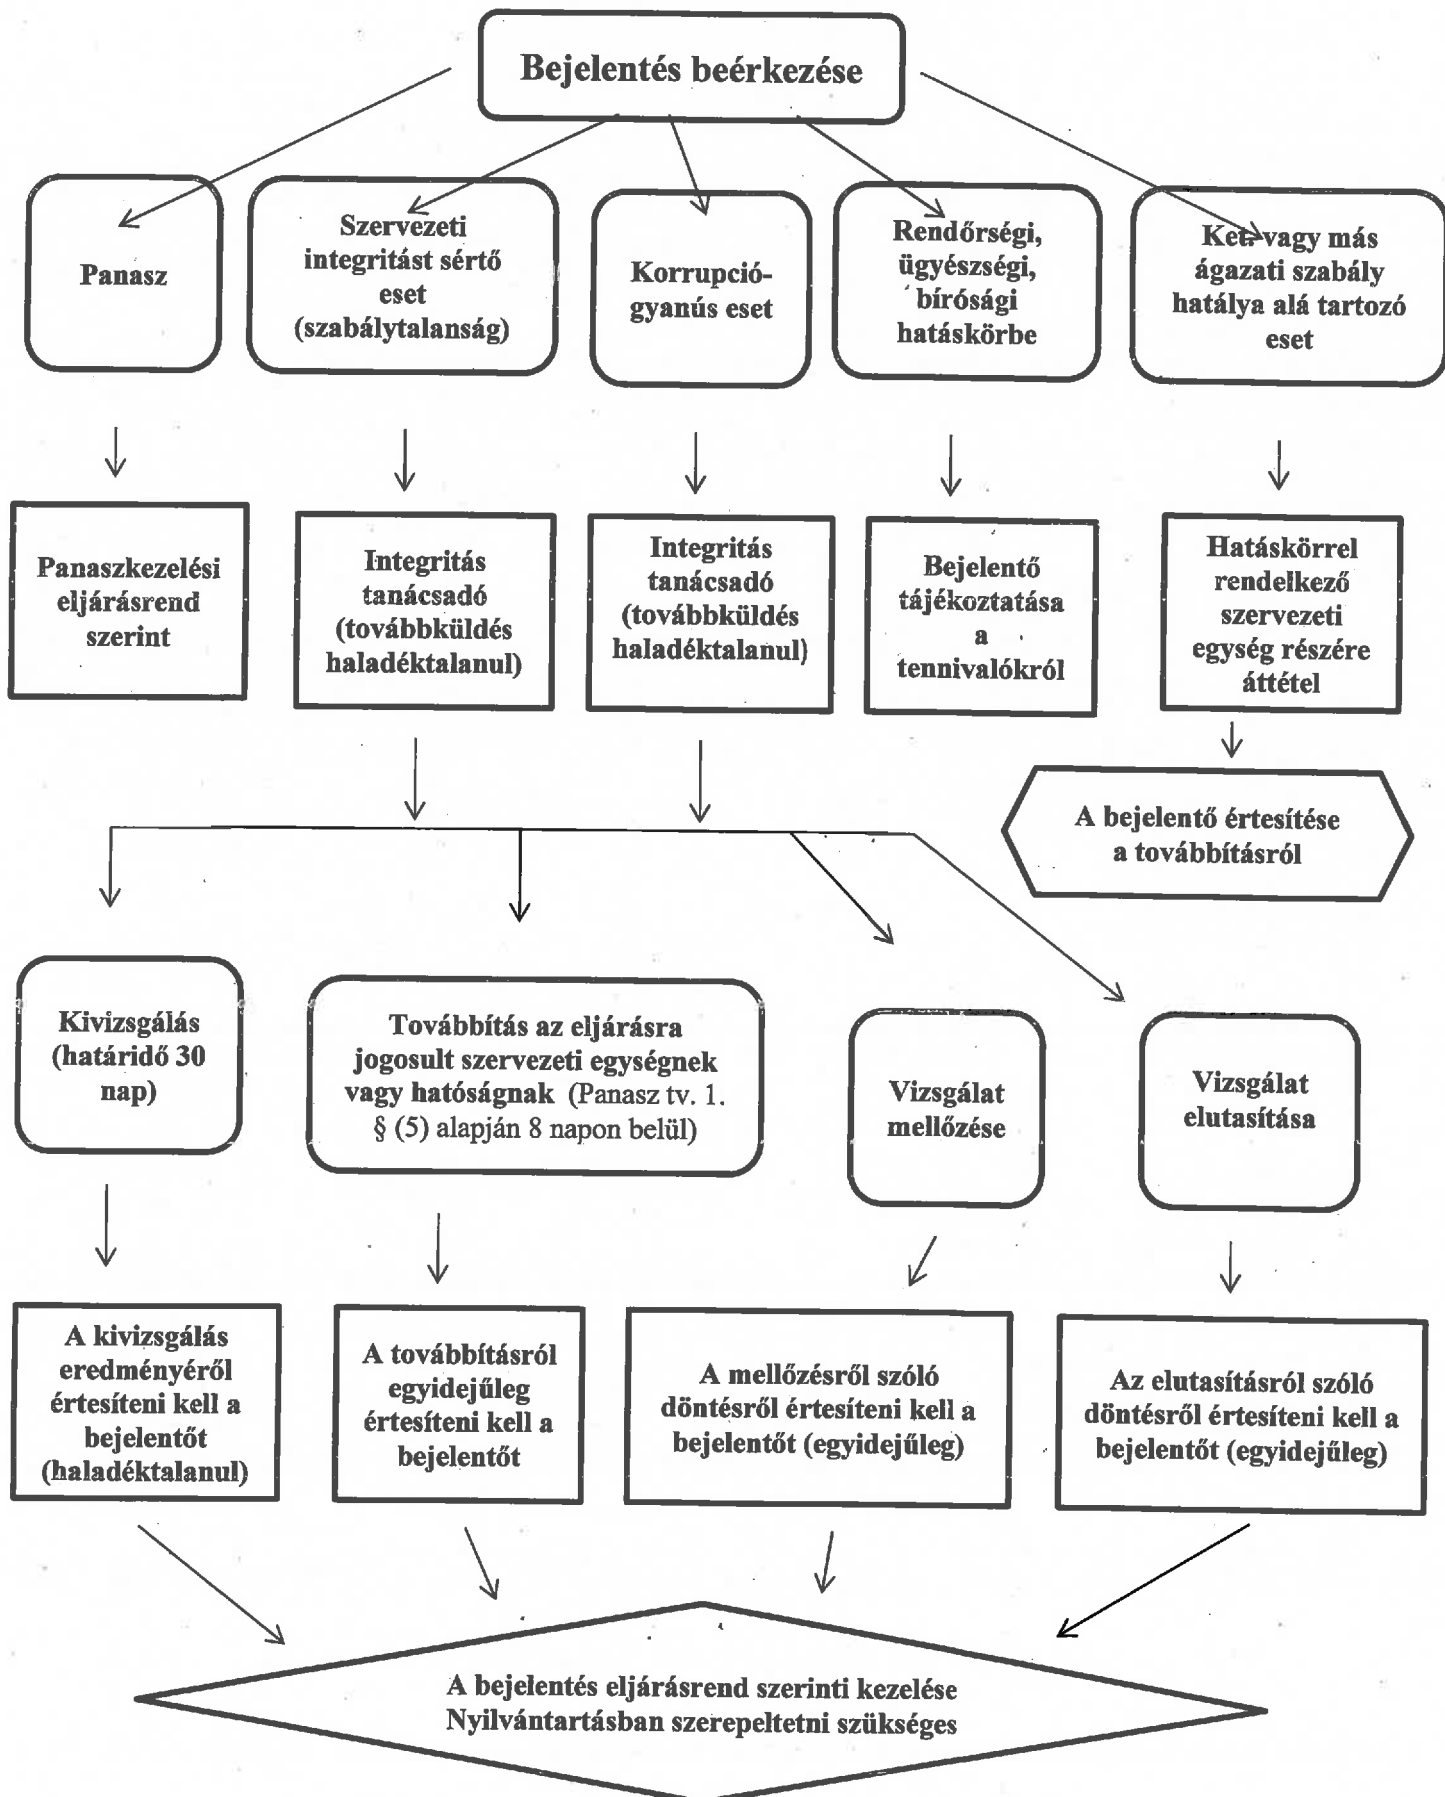 Bejelentés beérkezése
Panasz
Szervezeti
integritást sértő
eset
(szabálytalanság)
Korrupció-
gyanús eset
Rendőrségi,
ügyészségi,
bírósági
hatáskörbe
Ket. vagy más
ágazati szabály
hatálya alá tartozó
eset
Panaszkezelési
eljárásrend
szerint
Integritás
tanácsadó
(továbbküldés
haladéktalanul)
Integritás
tanácsadó
(továbbküldés
haladéktalanul)
Bejelentő
tájékoztatása
a
tennivalókról
Hatáskörrel
rendelkező
szervezeti
egység részére
áttétel
A bejelentő értesítése
a továbbításról
Kivizsgálás
(határidő 30
nap)
Továbbítás az eljárásra
jogosult szervezeti egységnek
vagy hatóságnak (Panasz tv. 1.
§ (5) alapján 8 napon belül)
Vizsgálat
mellőzése
Vizsgálat
elutasítása
A kivizsgálás
eredményéről
értesíteni kell a
bejelentőt
(haladéktalanul)
A továbbításról
egyidejűleg
értesíteni kell a
bejelentőt
A mellőzésről szóló
döntésről értesíteni kell a
bejelentőt (egyidejűleg)
Az elutasításról szóló
döntésről értesíteni kell a
bejelentőt (egyidejűleg)
A bejelentés eljárásrend szerinti kezelése
Nyilvántartásban szerepeltetni szükséges